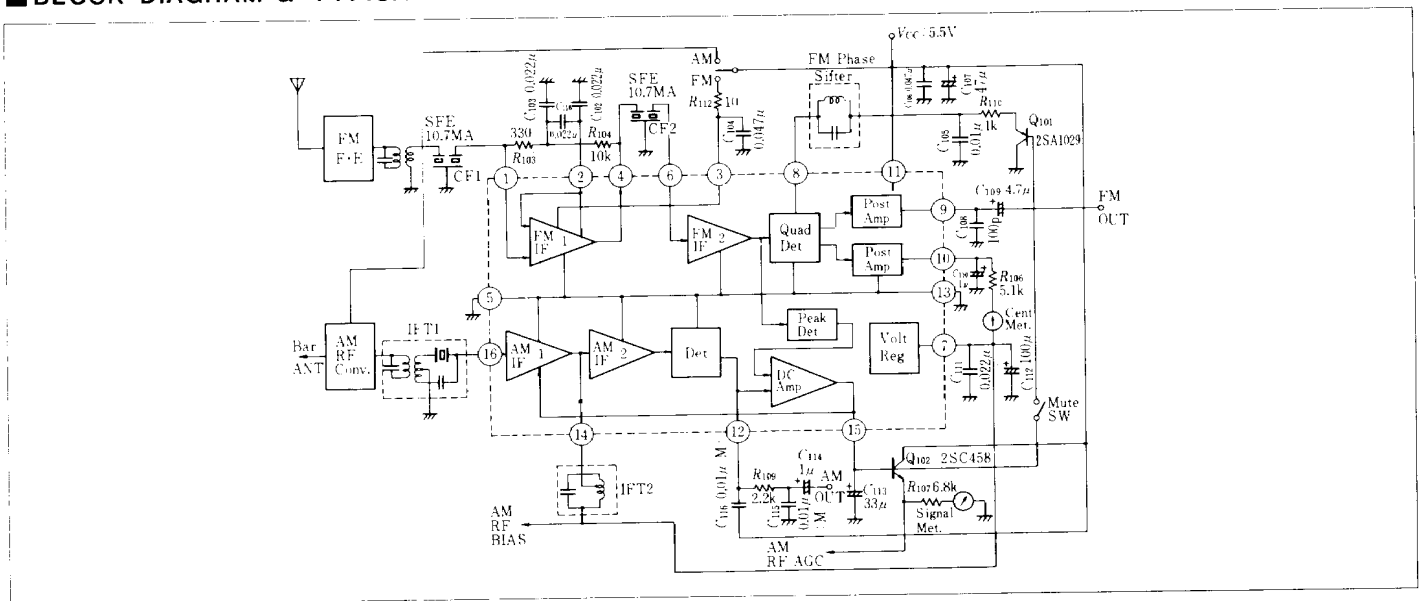 ■BLOCK DIAGRAM &
AM
FM
Vcc : 5.5V
FM Phase
Sifter
C103 0.022μ
C102 0.022μ
0.022μ
SFE
10.7MA
CF2
R112
C104
0.047μ
C106 0.047μ
C107
47μ
R110
1k
Q101
2SA1029
C105
0.01μ
FM
F·E
SFE
10.7MA
CF1
330
R103
R104
10k
1
2
4
6
3
8
11
FM
IF 1
FM
IF 2
Quad
Det
Post
Amp
9
C109 4.7μ
C108
100p
FM
OUT
Post
Amp
10
1μ
R106
5.1k
5
13
Cent
Met.
Bar
ANT
AM
RF
Conv.
IFT1
16
AM
IF 1
AM
IF 2
Det
Peak
Det
DC
Amp
Volt
Reg
7
C111
0.022μ
C112 100μ
Mute
SW
14
12
15
IFT2
C116 0.01μ M
R109
2.2k
C114
1μ
AM
OUT
C115
0.01μ
M
C113
33μ
Q102 2SC458
R107 6.8k
Signal
Met.
AM
RF
BIAS
AM
RF AGC